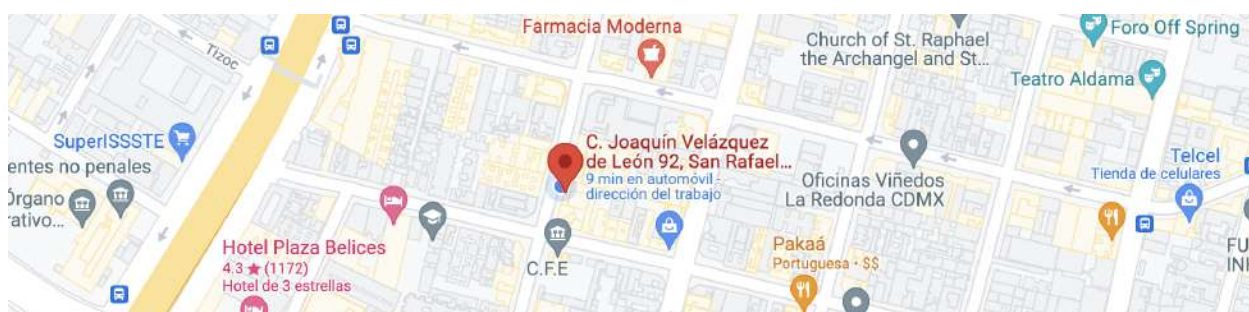 Tizoc
Farmacia Moderna
Church of St. Raphael
the Archangel and St...
Foro Off Spring
Teatro Aldama
SuperISSSTE
entes no penales
Órgano
rativo...
C. Joaquín Velázquez
de León 92, San Rafael...
9 min en automóvil -
dirección del trabajo
Oficinas Viñedos
La Redonda CDMX
Telcel
Tienda de celulares
Hotel Plaza Belices
4.3 ★ (1172)
Hotel de 3 estrellas
C.F.E
Pakaá
Portuguesa · $$
FU
INI